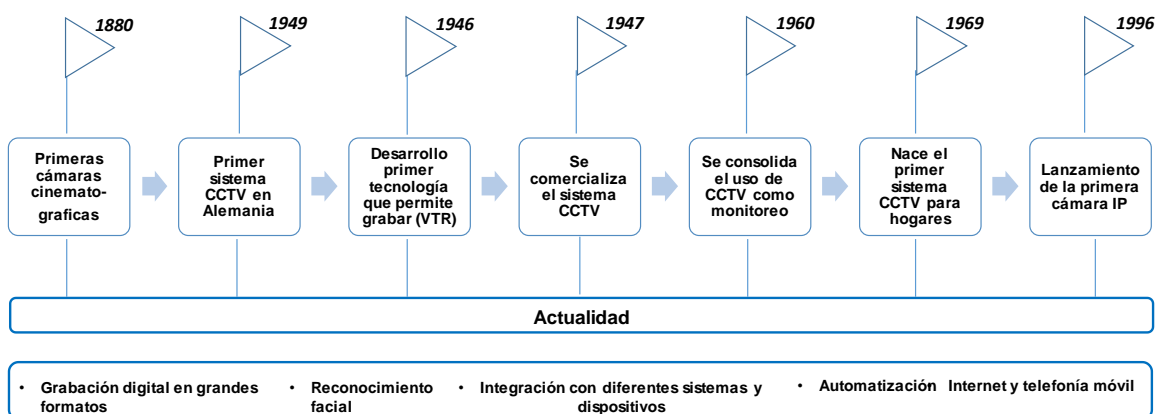 1880
1949
1946
1947
1960
1969
1996
Primeras
cámaras
cinemato-
graficas
Primer
sistema
CCTV en
Alemania
Desarrollo
primer
tecnología
que permite
grabar (VTR)
Se
comercializa
el sistema
CCTV
Se consolida
el uso de
CCTV como
monitoreo
Nace el
primer
sistema
CCTV para
hogares
Lanzamiento
de la primera
cámara IP
Actualidad
• Grabación digital en grandes
formatos
• Reconocimiento
facial
• Integración con diferentes sistemas y
dispositivos
• Automatización Internet y telefonía móvil